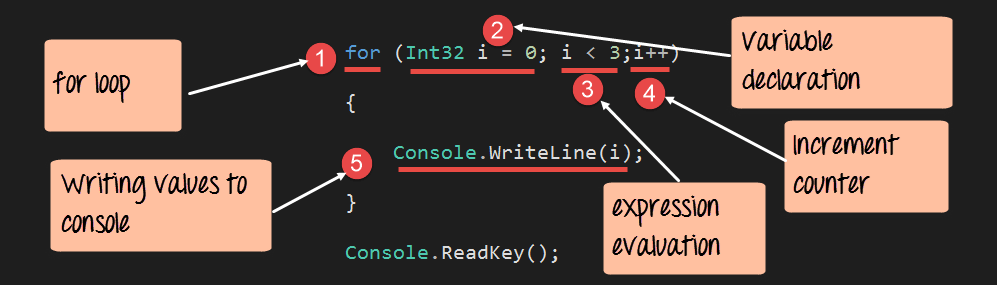 for loop
1
for (Int32 i = 0; i < 3;i++)
2
Variable
declaration
3
4
{
Increment
counter
5
Console.WriteLine(i);
Writing values to
console
}
expression
evaluation
Console.ReadKey();